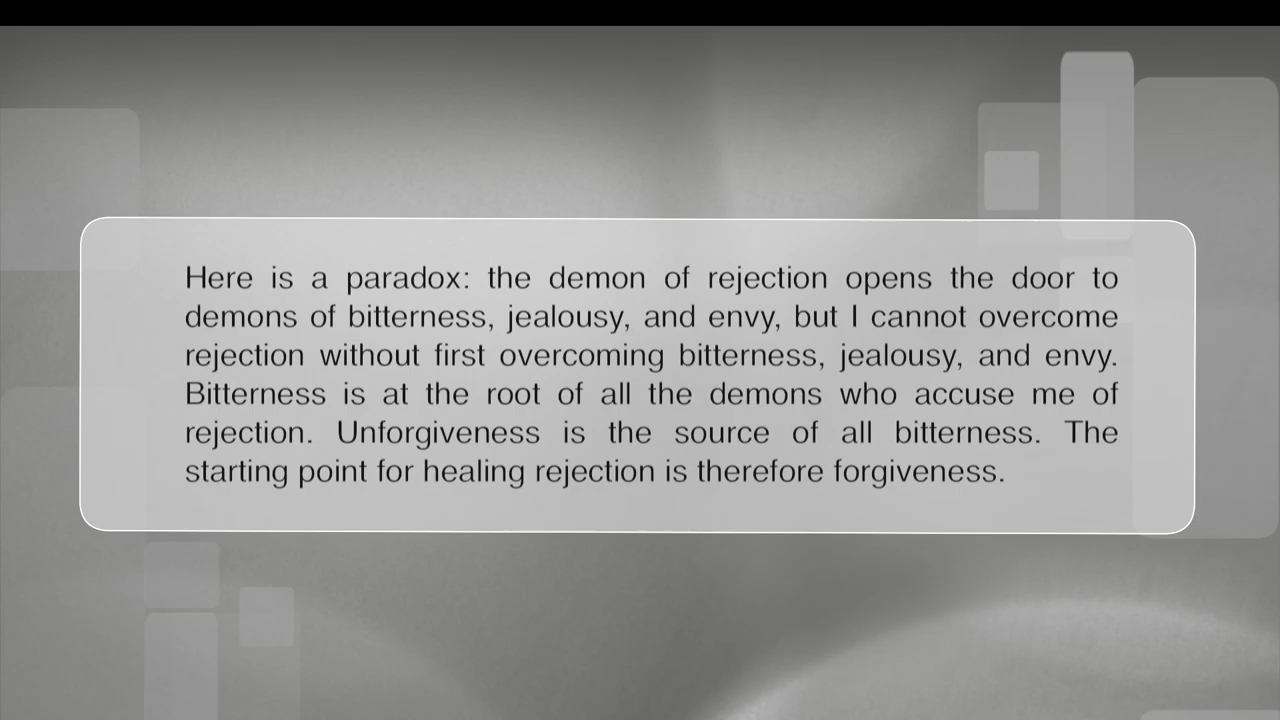 Here is a paradox: the demon of rejection opens the door to
demons of bitterness, jealousy, and envy, but I cannot overcome
rejection without first overcoming bitterness, jealousy, and envy.
Bitterness is at the root of all the demons who accuse me of
rejection. Unforgiveness is the source of all bitterness. The
starting point for healing rejection is therefore forgiveness.